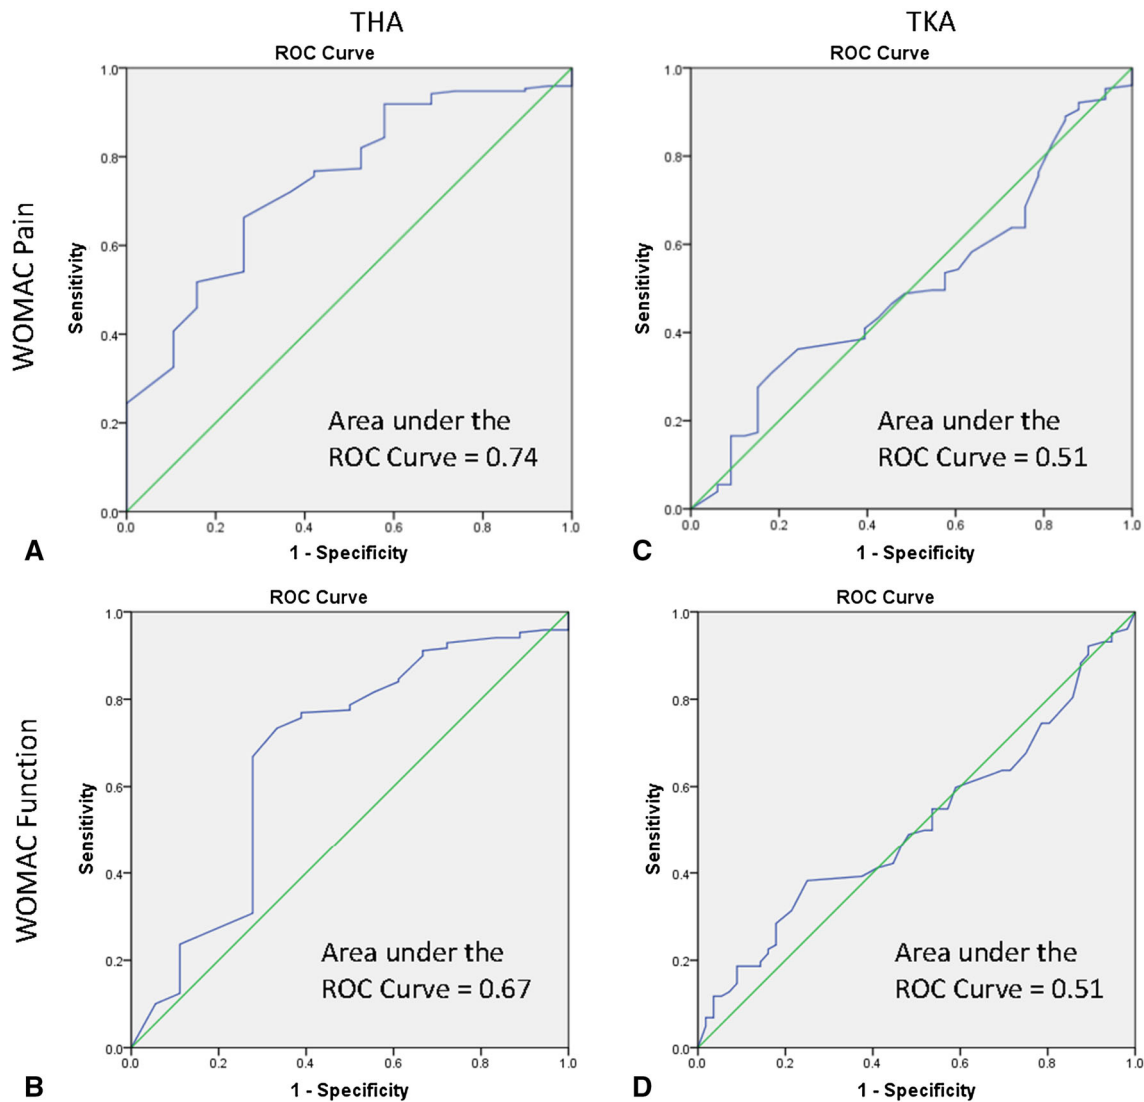 THA
TKA
ROC Curve
ROC Curve
WOMAC Pain
Sensitivity
1.0
0.8
0.6
0.4
0.2
0.0
Area under the
ROC Curve = 0.74
0.0 0.2 0.4 0.6 0.8 1.0
1 - Specificity
A
Sensitivity
1.0
0.8
0.6
0.4
0.2
0.0
Area under the
ROC Curve = 0.51
0.0 0.2 0.4 0.6 0.8 1.0
1 - Specificity
C
ROC Curve
ROC Curve
WOMAC Function
Sensitivity
1.0
0.8
0.6
0.4
0.2
0.0
Area under the
ROC Curve = 0.67
0.0 0.2 0.4 0.6 0.8 1.0
1 - Specificity
B
Sensitivity
1.0
0.8
0.6
0.4
0.2
0.0
Area under the
ROC Curve = 0.51
0.0 0.2 0.4 0.6 0.8 1.0
1 - Specificity
D